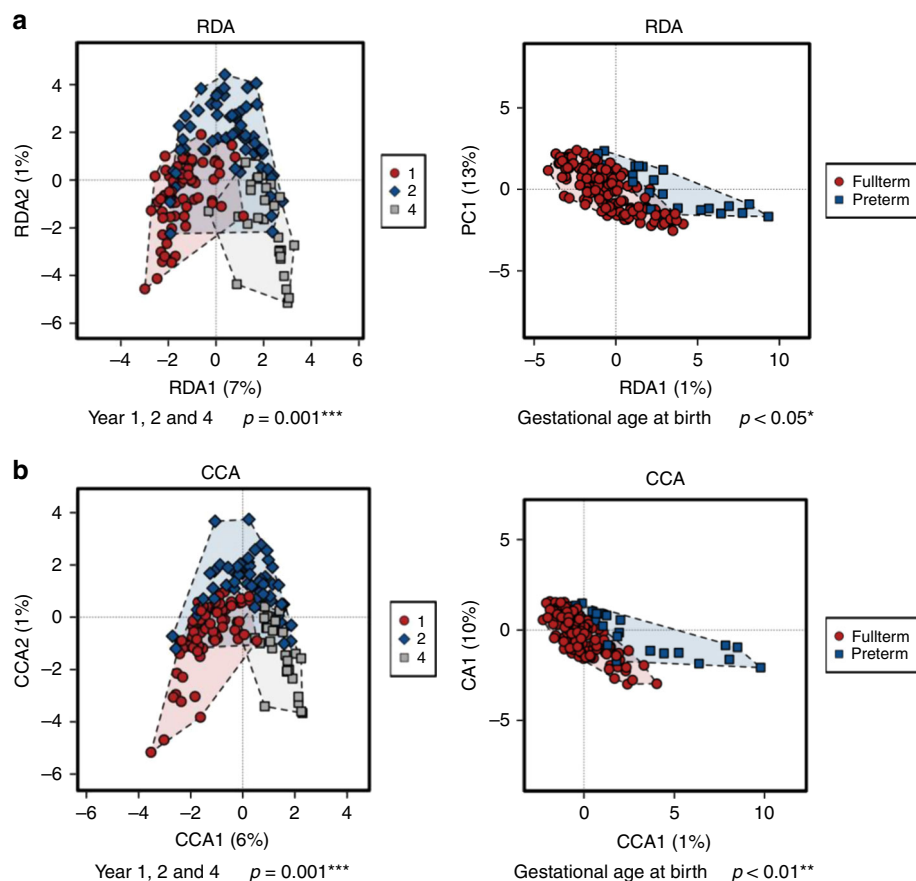 a
RDA
RDA2 (1%)
4
2
0
–2
–4
–6
–4
–2
0
2
4
6
RDA1 (7%)
Year 1, 2 and 4 p = 0.001***
1
2
4
RDA
PC1 (13%)
5
0
–5
–5
0
5
10
RDA1 (1%)
Gestational age at birth p < 0.05*
Fullterm
Preterm
b
CCA
CCA2 (1%)
4
2
0
–2
–4
–6
–6
–4
–2
0
2
4
CCA1 (6%)
Year 1, 2 and 4 p = 0.001***
1
2
4
CCA
CA1 (10%)
5
0
–5
0
5
10
CCA1 (1%)
Gestational age at birth p < 0.01**
Fullterm
Preterm